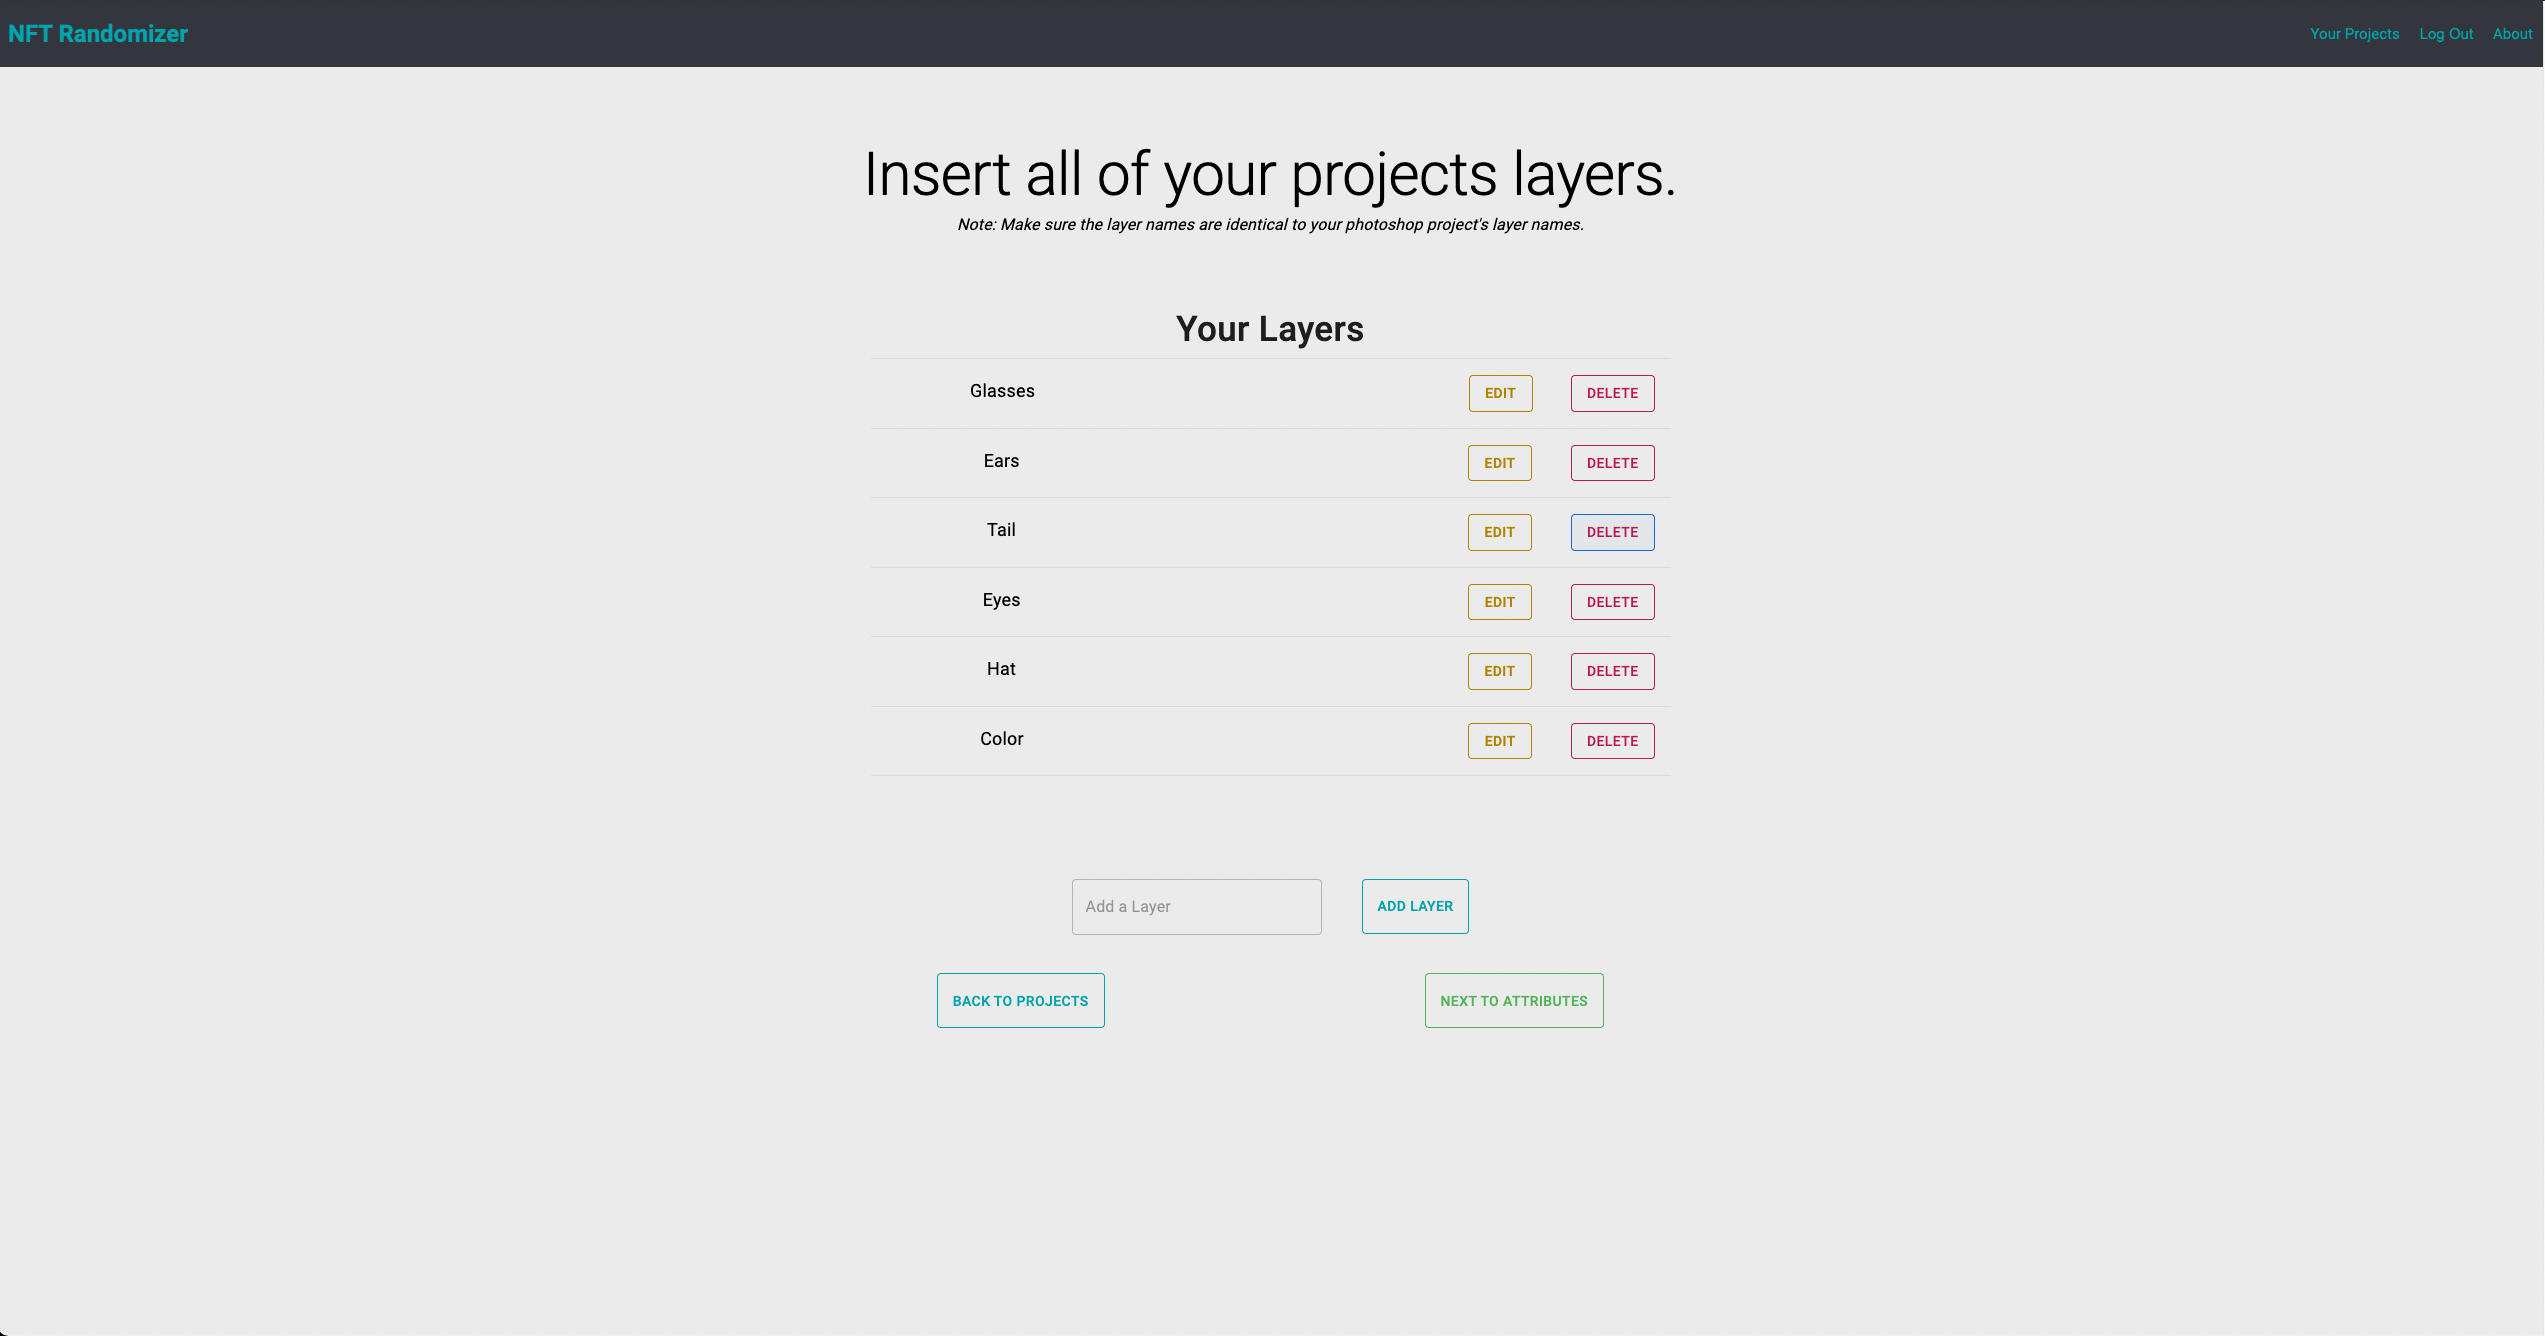 NFT Randomizer Your Projects Log Out About
Insert all of your projects layers.
Note: Make sure the layer names are identical to your photoshop project's layer names.
Your Layers
Glasses EDIT DELETE
Ears EDIT DELETE
Tail EDIT DELETE
Eyes EDIT DELETE
Hat EDIT DELETE
Color EDIT DELETE
Add a Layer ADD LAYER
BACK TO PROJECTS NEXT TO ATTRIBUTES